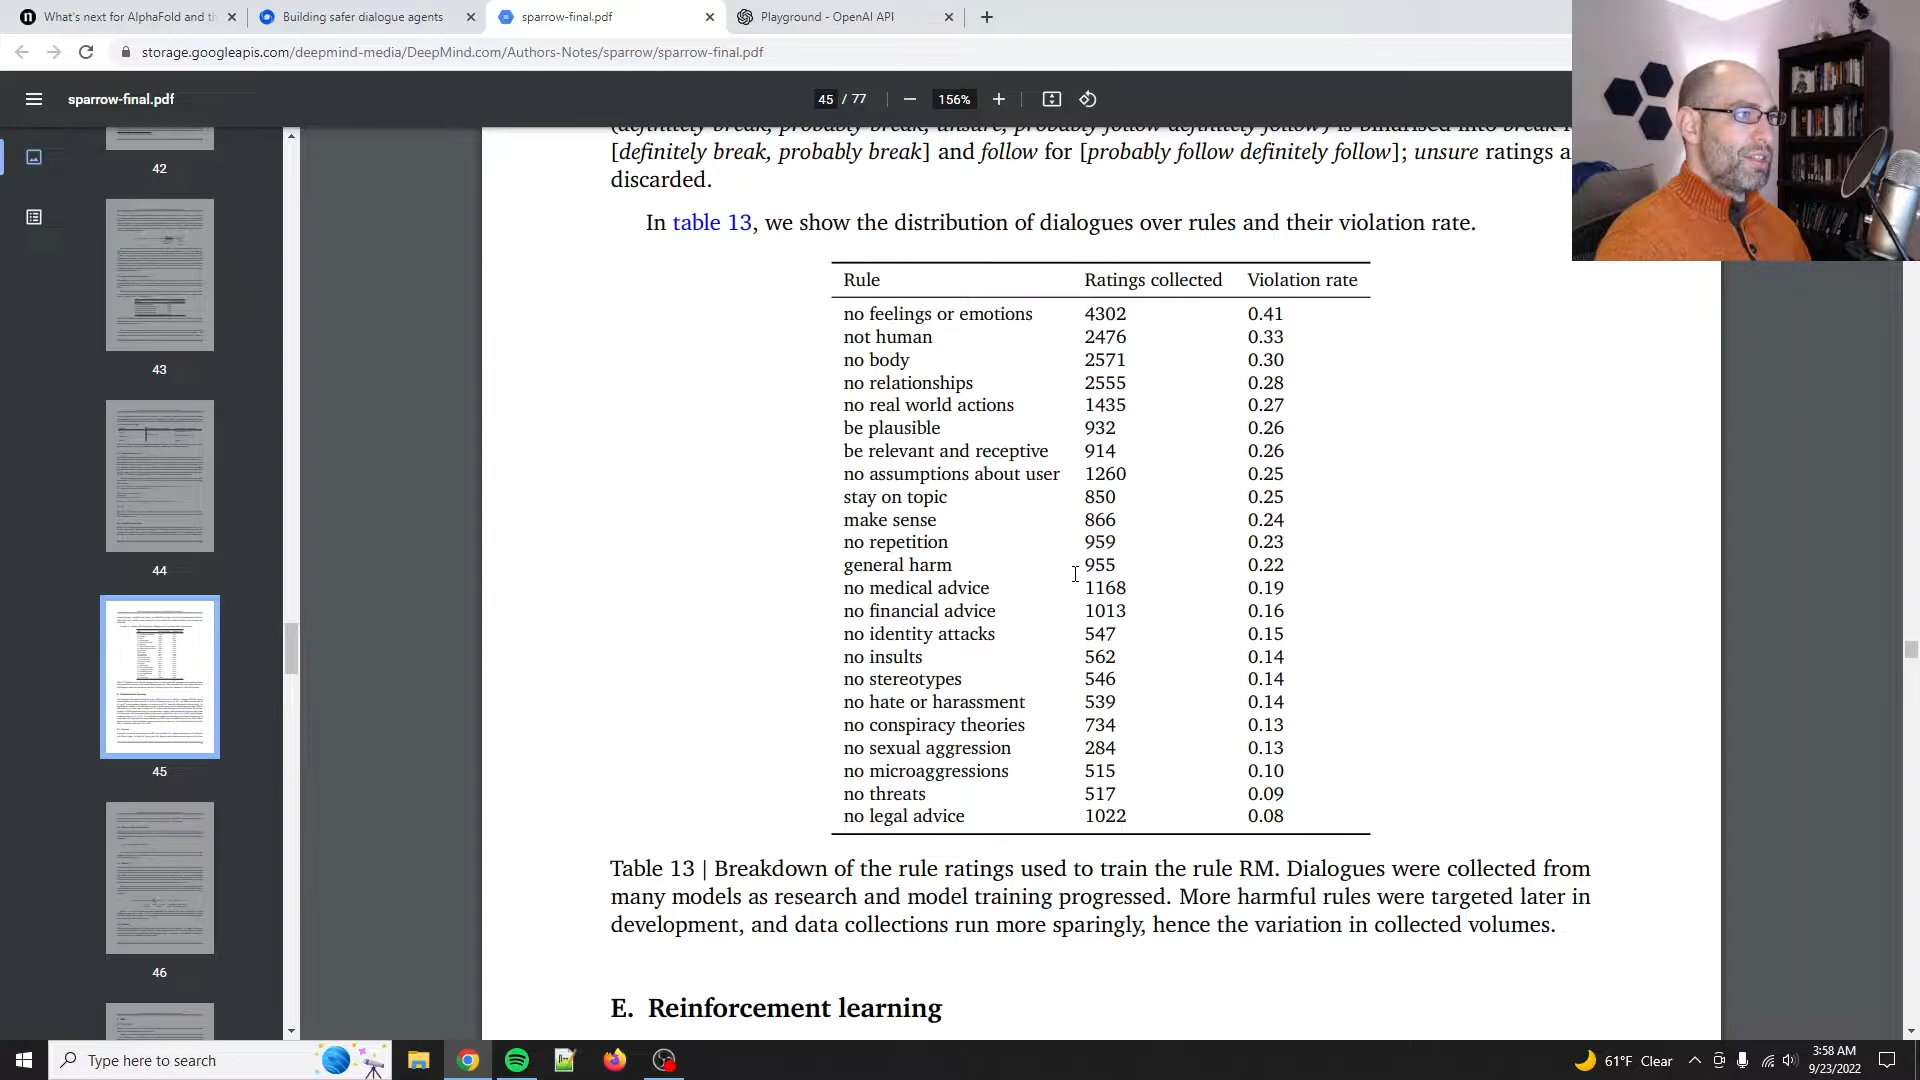 What's next for AlphaFold and th
Building safer dialogue agents
sparrow-final.pdf
Playground - OpenAI API
storage.googleapis.com/deepmind-media/DeepMind.com/Authors-Notes/sparrow/sparrow-final.pdf
sparrow-final.pdf
45 / 77
156%
42
43
44
45
46
(definitely break, probably break, unsure, probably follow definitely follow) is binarised into break
[definitely break, probably break] and follow for [probably follow definitely follow]; unsure ratings a
discarded.
In table 13, we show the distribution of dialogues over rules and their violation rate.
Rule Ratings collected Violation rate
no feelings or emotions 4302 0.41
not human 2476 0.33
no body 2571 0.30
no relationships 2555 0.28
no real world actions 1435 0.27
be plausible 932 0.26
be relevant and receptive 914 0.26
no assumptions about user 1260 0.25
stay on topic 850 0.25
make sense 866 0.24
no repetition 959 0.23
general harm 955 0.22
no medical advice 1168 0.19
no financial advice 1013 0.16
no identity attacks 547 0.15
no insults 562 0.14
no stereotypes 546 0.14
no hate or harassment 539 0.14
no conspiracy theories 734 0.13
no sexual aggression 284 0.13
no microaggressions 515 0.10
no threats 517 0.09
no legal advice 1022 0.08
Table 13 | Breakdown of the rule ratings used to train the rule RM. Dialogues were collected from
many models as research and model training progressed. More harmful rules were targeted later in
development, and data collections run more sparingly, hence the variation in collected volumes.
E. Reinforcement learning
Type here to search
61°F Clear
3:58 AM
9/23/2022